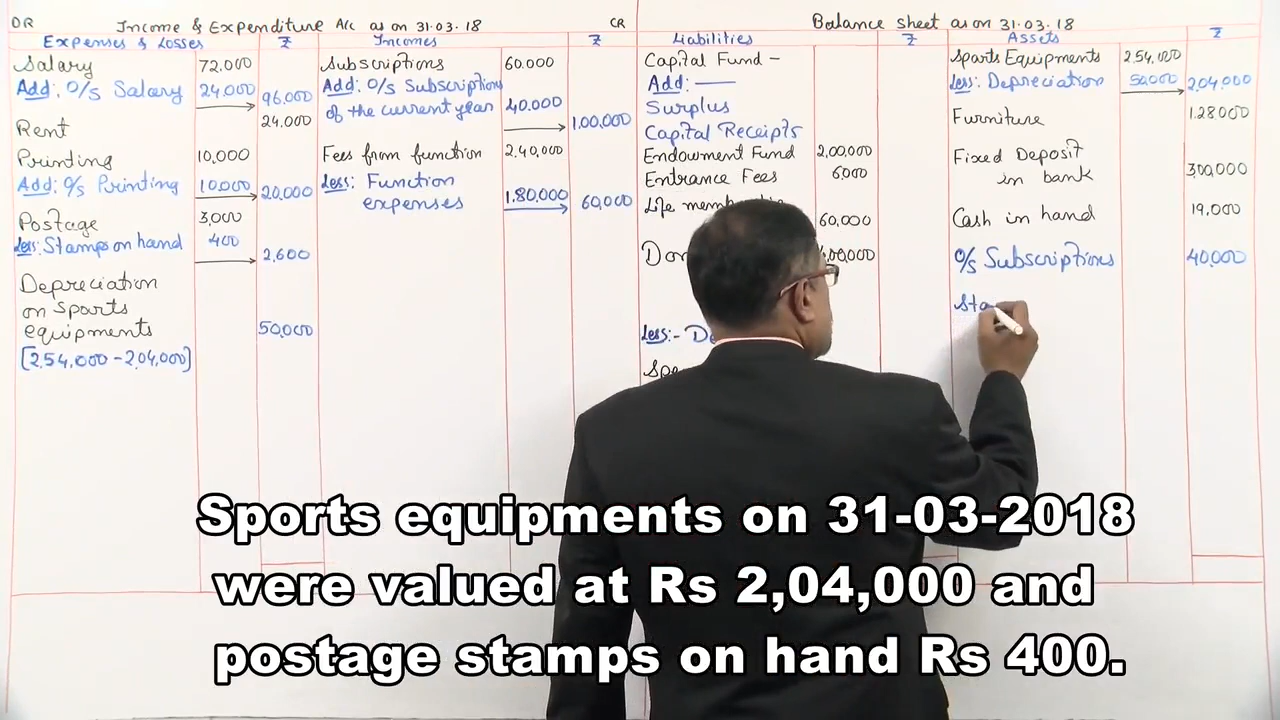 DR Income & Expenditure A/c as on 31.03.18 CR
Expenses & Losses ₹ Incomes ₹
Salary 72,000
Add: O/s Salary 24,000 96,000
Rent 24,000
Printing 10,000
Add: O/s Printing 10,000 20,000
Postage 3,000
Less: Stamps on hand 400 2,600
Depreciation
on Sports
equipments 50,000
[2,54,000-2,04,000]
Subscriptions 60,000
Add: O/s Subscriptions
of the current year 40,000 1,00,000
Fees from function 2,40,000
Less: Function
expenses 1,80,000 60,000
Balance sheet as on 31.03.18
Liabilities ₹ Assets ₹
Capital Fund -
Add: —
Surplus
Capital Receipts
Endowment Fund 2,00,000
Entrance Fees 6,000
Life 60,000
00,000
Less:-
Sports Equipments 2,54,000
Less: Depreciation 50,000 2,04,000
Furniture 1,28,000
Fixed Deposit
in bank 300,000
Cash in hand 19,000
O/s Subscriptions 40,000
Sta
Sports equipments on 31-03-2018
were valued at Rs 2,04,000 and
postage stamps on hand Rs 400.